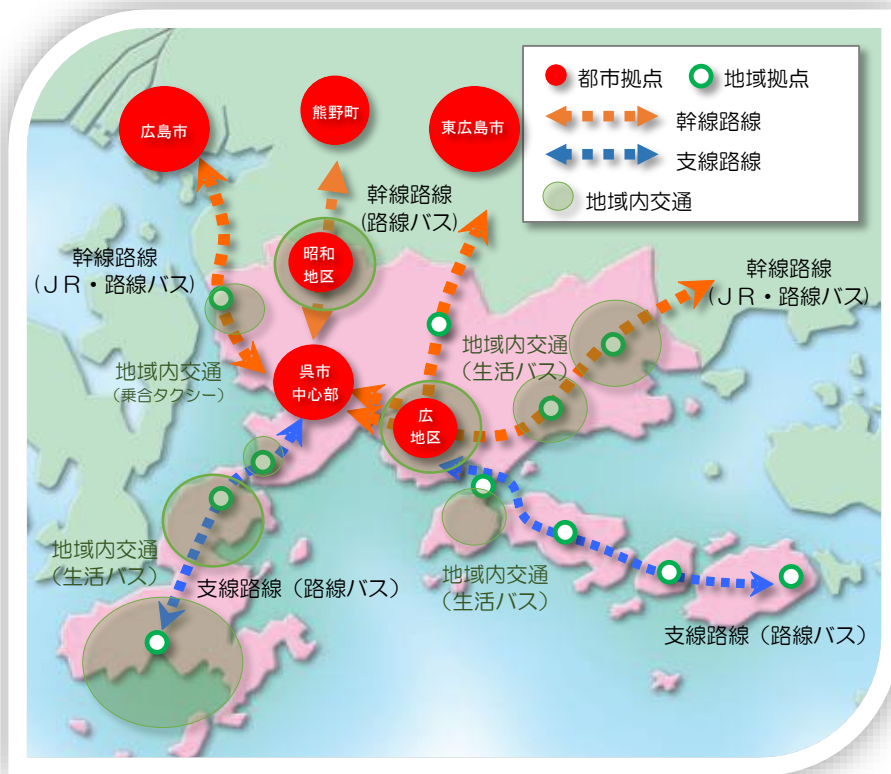 都市拠点
地域拠点
幹線路線
支線路線
地域内交通
広島市
熊野町
東広島市
幹線路線
(路線バス)
昭和
地区
幹線路線
(ＪＲ・路線バス)
幹線路線
(ＪＲ・路線バス)
地域内交通
(生活バス)
地域内交通
(乗合タクシー)
呉市
中心部
広
地区
地域内交通
(生活バス)
支線路線（路線バス）
地域内交通
(生活バス)
支線路線（路線バス）